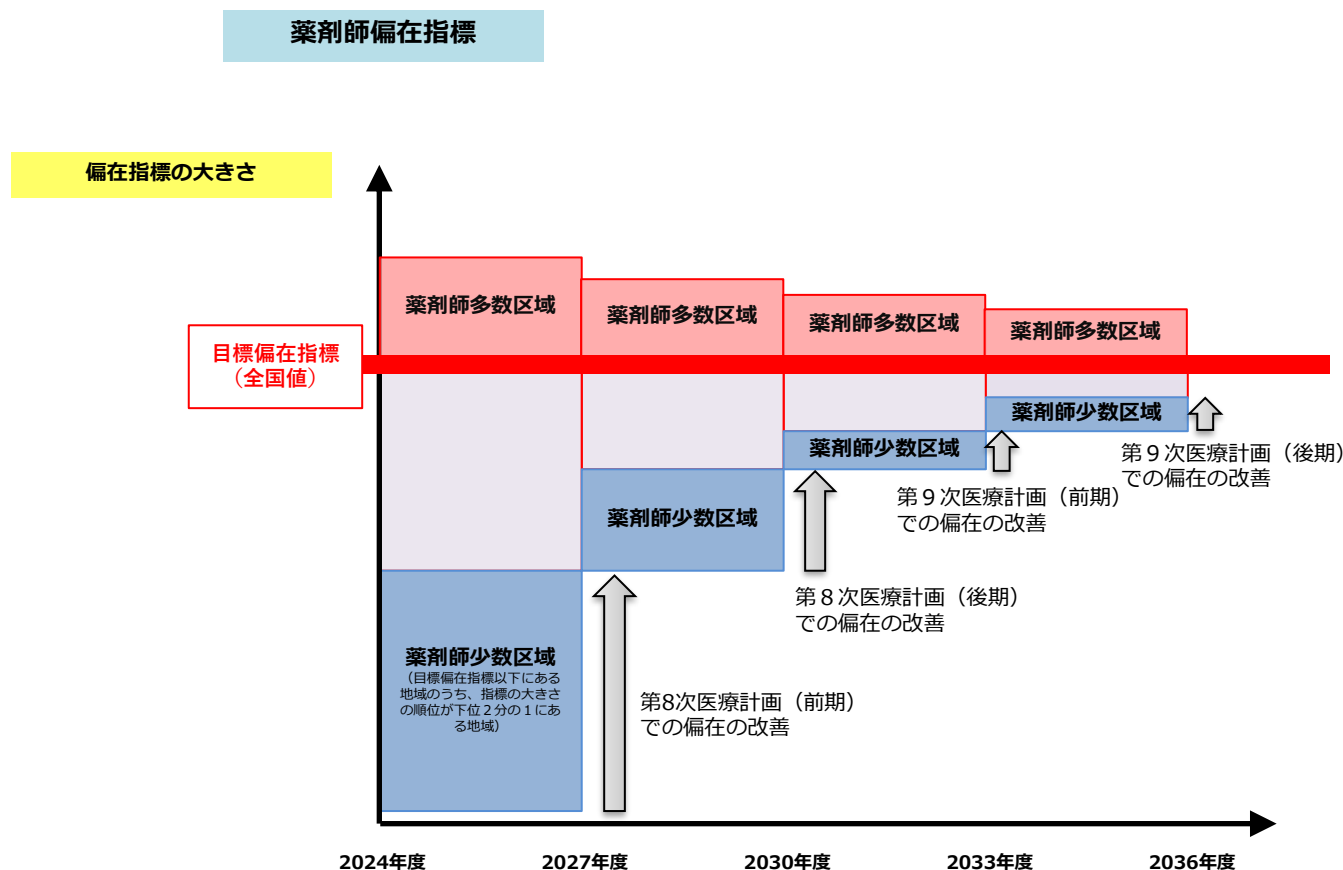 薬剤師偏在指標
偏在指標の大きさ
薬剤師多数区域
薬剤師多数区域
薬剤師多数区域
薬剤師多数区域
目標偏在指標
（全国値）
薬剤師少数区域
薬剤師少数区域
薬剤師少数区域
薬剤師少数区域
（目標偏在指標以下にある
地域のうち、指標の大きさ
の順位が下位２分の１にあ
る地域）
第９次医療計画（後期）
での偏在の改善
第９次医療計画（前期）
での偏在の改善
第８次医療計画（後期）
での偏在の改善
第8次医療計画（前期）
での偏在の改善
2024年度
2027年度
2030年度
2033年度
2036年度